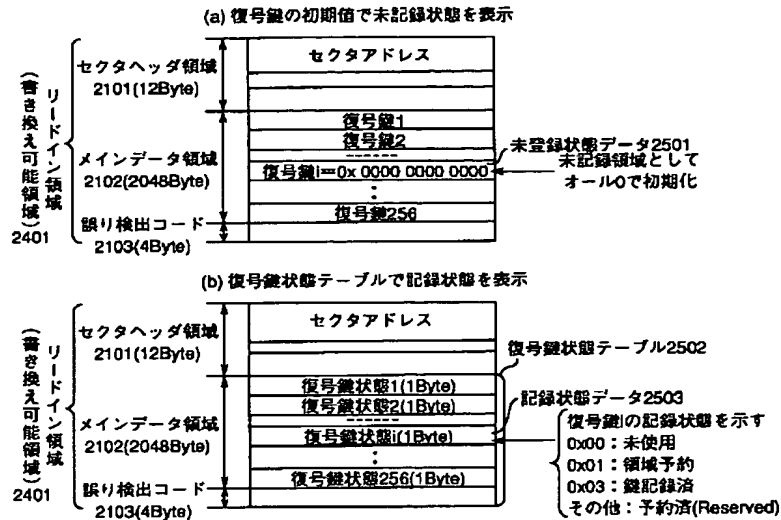 (a) 復号鍵の初期値で未記録状態を表示
セクタヘッダ領域
2101(12Byte)
セクタアドレス
リードイン領域
(書き換え可能領域)
2401
メインデータ領域
2102(2048Byte)
復号鍵1
復号鍵2
復号鍵i=0x 0000 0000 0000
復号鍵256
未登録状態データ2501
未記録領域として
オール0で初期化
誤り検出コード
2103(4Byte)
(b) 復号鍵状態テーブルで記録状態を表示
セクタヘッダ領域
2101(12Byte)
セクタアドレス
復号鍵状態テーブル2502
リードイン領域
(書き換え可能領域)
2401
メインデータ領域
2102(2048Byte)
復号鍵状態1(1Byte)
復号鍵状態2(1Byte)
復号鍵状態i(1Byte)
復号鍵状態256(1Byte)
記録状態データ2503
復号鍵iの記録状態を示す
0x00:未使用
0x01:領域予約
0x03:鍵記録済
その他:予約済(Reserved)
誤り検出コード
2103(4Byte)